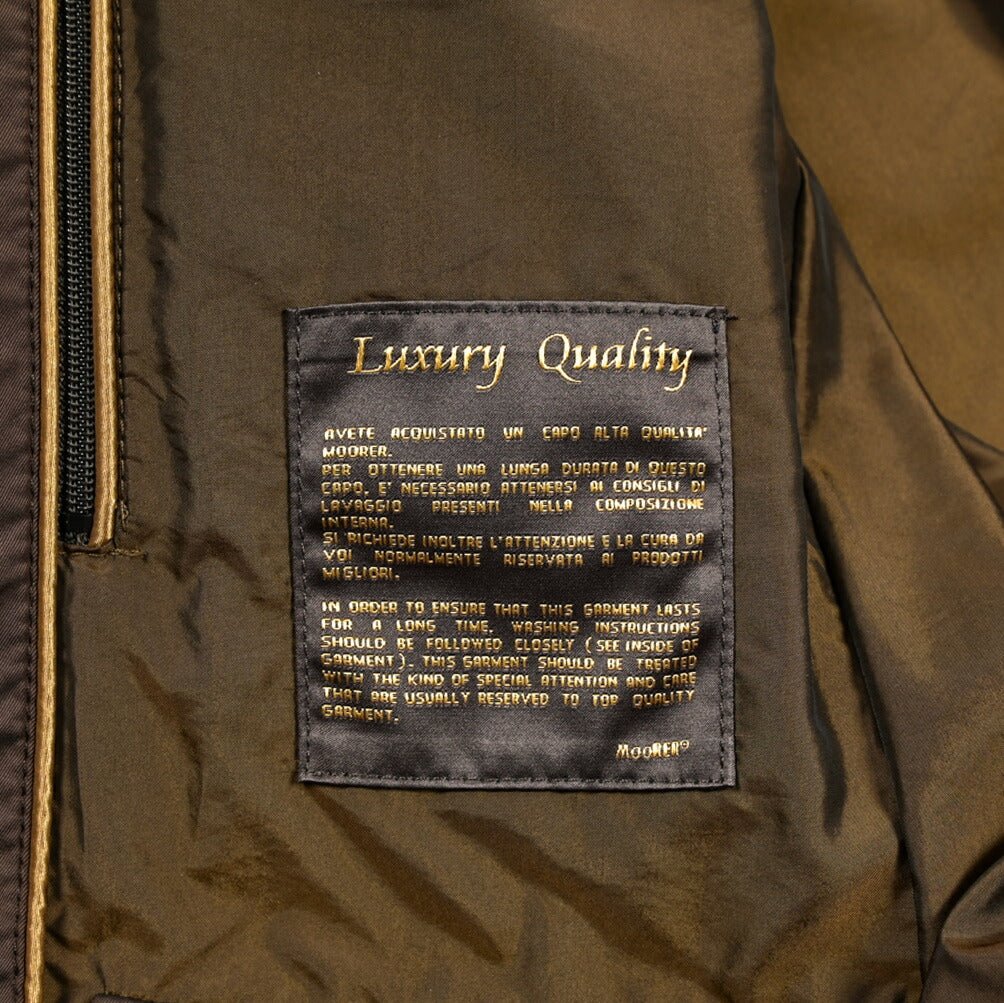 Luxury Quality
AVETE ACQUISTATO UN CAPO ALTA QUALITA'
MOORER.
PER OTTENERE UNA LUNGA DURATA DI QUESTO
CAPO, E' NECESSARIO ATTENERSI AI CONSIGLI DI
LAVAGGIO PRESENTI NELLA COMPOSIZIONE
INTERNA.
SI RICHIEDE INOLTRE L'ATTENZIONE E LA CURA DA
VOI NORMALMENTE RISERVATA AI PRODOTTI
MIGLIORI.
IN ORDER TO ENSURE THAT THIS GARMENT LASTS
FOR A LONG TIME, WASHING INSTRUCTIONS
SHOULD BE FOLLOWED CLOSELY (SEE INSIDE OF
GARMENT). THIS GARMENT SHOULD BE TREATED
WITH THE KIND OF SPECIAL ATTENTION AND CARE
THAT ARE USUALLY RESERVED TO TOP QUALITY
GARMENT.
MooRER®